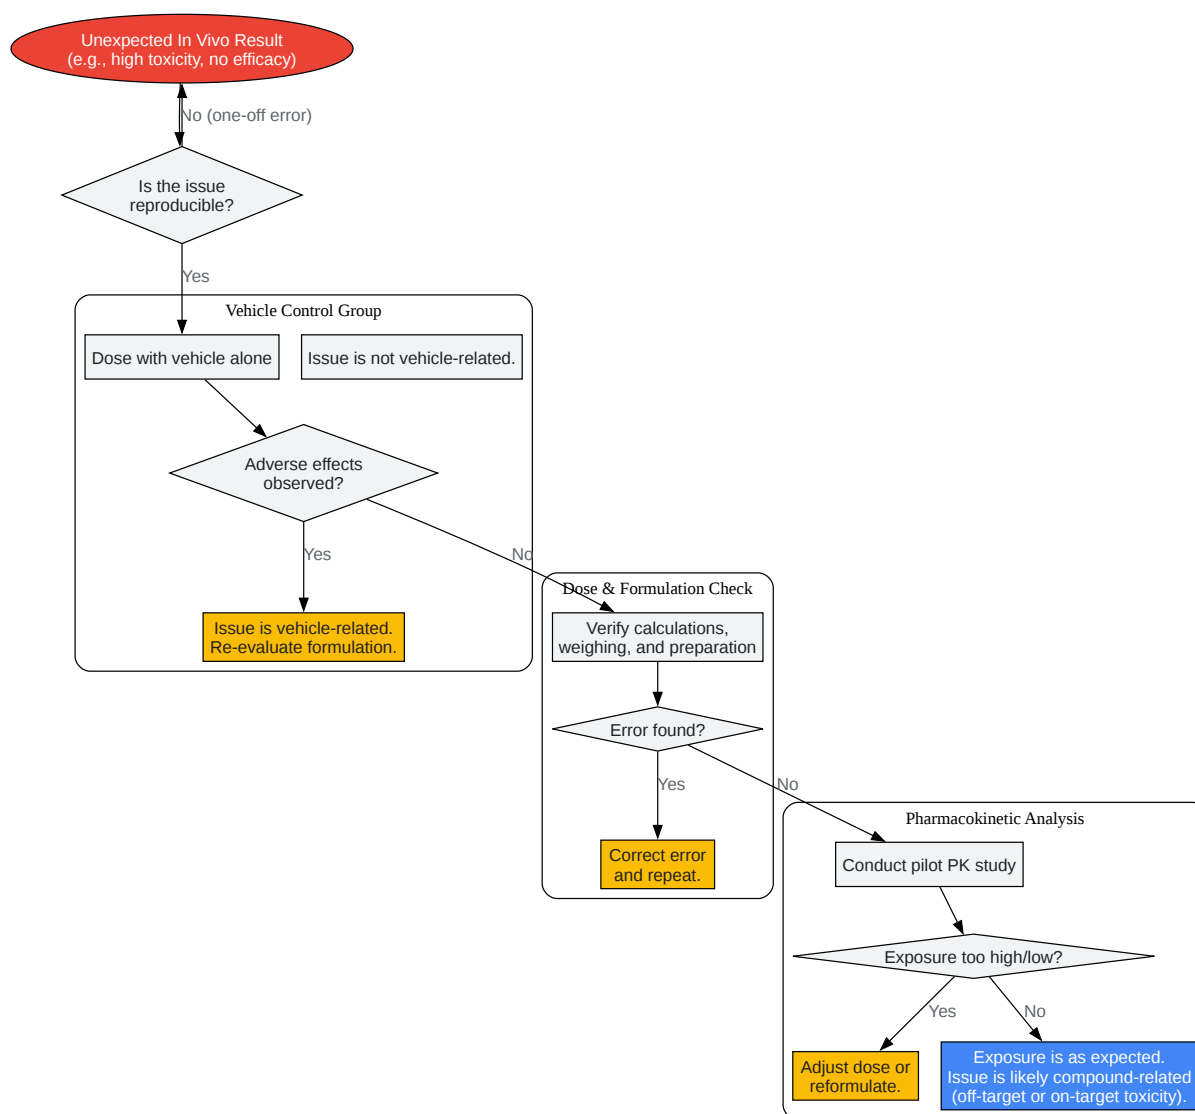 Unexpected In Vivo Result
(e.g., high toxicity, no efficacy)
No (one-off error)
Is the issue
reproducible?
Yes
Vehicle Control Group
Dose with vehicle alone
Issue is not vehicle-related.
Adverse effects
observed?
Yes
No
Issue is vehicle-related.
Re-evaluate formulation.
Dose & Formulation Check
Verify calculations,
weighing, and preparation
Error found?
Yes
No
Correct error
and repeat.
Pharmacokinetic Analysis
Conduct pilot PK study
Exposure too high/low?
Yes
No
Adjust dose or
reformulate.
Exposure is as expected.
Issue is likely compound-related
(off-target or on-target toxicity).